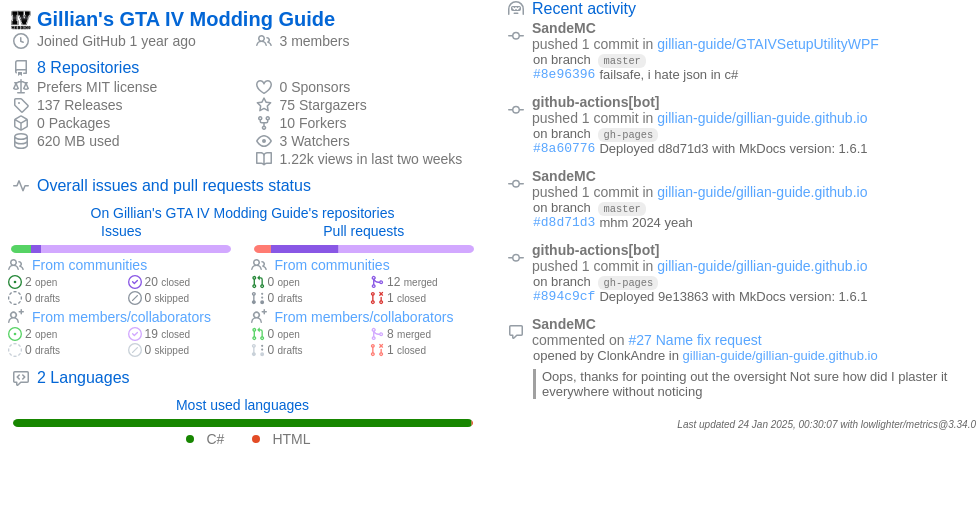 Gillian's GTA IV Modding Guide
Joined GitHub 1 year ago
3 members
8 Repositories
Prefers MIT license
137 Releases
0 Packages
620 MB used
0 Sponsors
75 Stargazers
10 Forkers
3 Watchers
1.22k views in last two weeks
Overall issues and pull requests status
On Gillian's GTA IV Modding Guide's repositories
Issues
From communities
2 open
20 closed
0 drafts
0 skipped
From members/collaborators
2 open
19 closed
0 drafts
0 skipped
Pull requests
From communities
0 open
12 merged
0 drafts
1 closed
From members/collaborators
0 open
8 merged
0 drafts
1 closed
2 Languages
Most used languages
C#
HTML
Recent activity
SandeMC
pushed 1 commit in gillian-guide/GTAIVSetupUtilityWPF
on branch master
#8e96396 failsafe, i hate json in c#
github-actions[bot]
pushed 1 commit in gillian-guide/gillian-guide.github.io
on branch gh-pages
#8a60776 Deployed d8d71d3 with MkDocs version: 1.6.1
SandeMC
pushed 1 commit in gillian-guide/gillian-guide.github.io
on branch master
#d8d71d3 mhm 2024 yeah
github-actions[bot]
pushed 1 commit in gillian-guide/gillian-guide.github.io
on branch gh-pages
#894c9cf Deployed 9e13863 with MkDocs version: 1.6.1
SandeMC
commented on #27 Name fix request
opened by ClonkAndre in gillian-guide/gillian-guide.github.io
Oops, thanks for pointing out the oversight Not sure how did I plaster it
everywhere without noticing
Last updated 24 Jan 2025, 00:30:07 with lowlighter/metrics@3.34.0